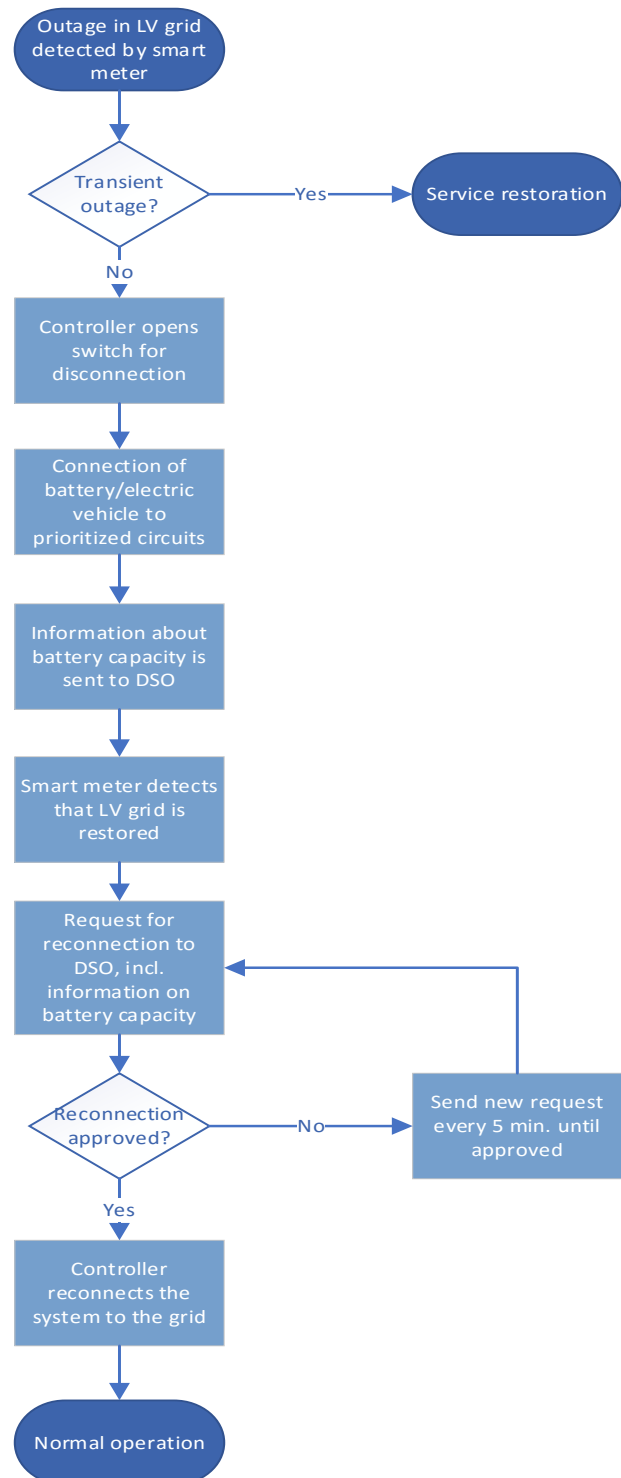 Outage in LV grid
detected by smart
meter
Transient
outage?
Yes
Service restoration
No
Controller opens
switch for
disconnection
Connection of
battery/electric
vehicle to
prioritized circuits
Information about
battery capacity is
sent to DSO
Smart meter detects
that LV grid is
restored
Request for
reconnection to
DSO, incl.
information on
battery capacity
Reconnection
approved?
No
Send new request
every 5 min. until
approved
Yes
Controller
reconnects the
system to the grid
Normal operation